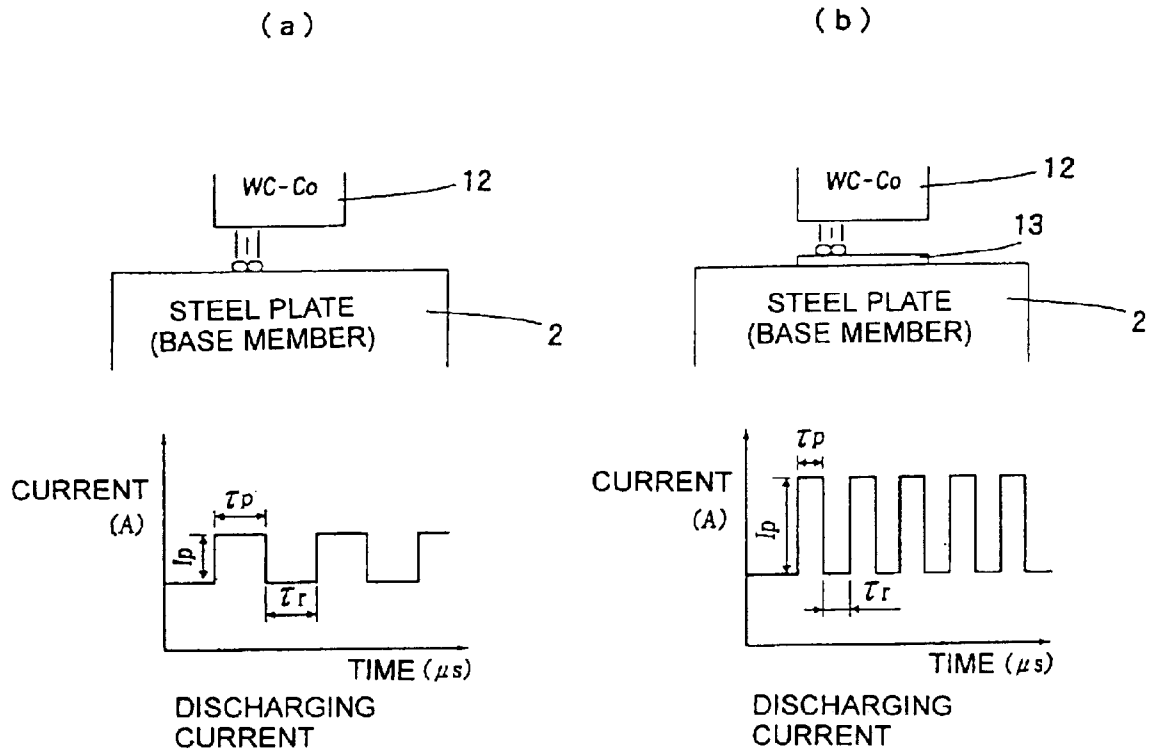 (a)
WC-Co
12
STEEL PLATE
(BASE MEMBER)
2
CURRENT
(A)
τp
Ip
τr
TIME (μs)
DISCHARGING
CURRENT
(b)
WC-Co
12
13
STEEL PLATE
(BASE MEMBER)
2
CURRENT
(A)
τp
Ip
τr
TIME (μs)
DISCHARGING
CURRENT